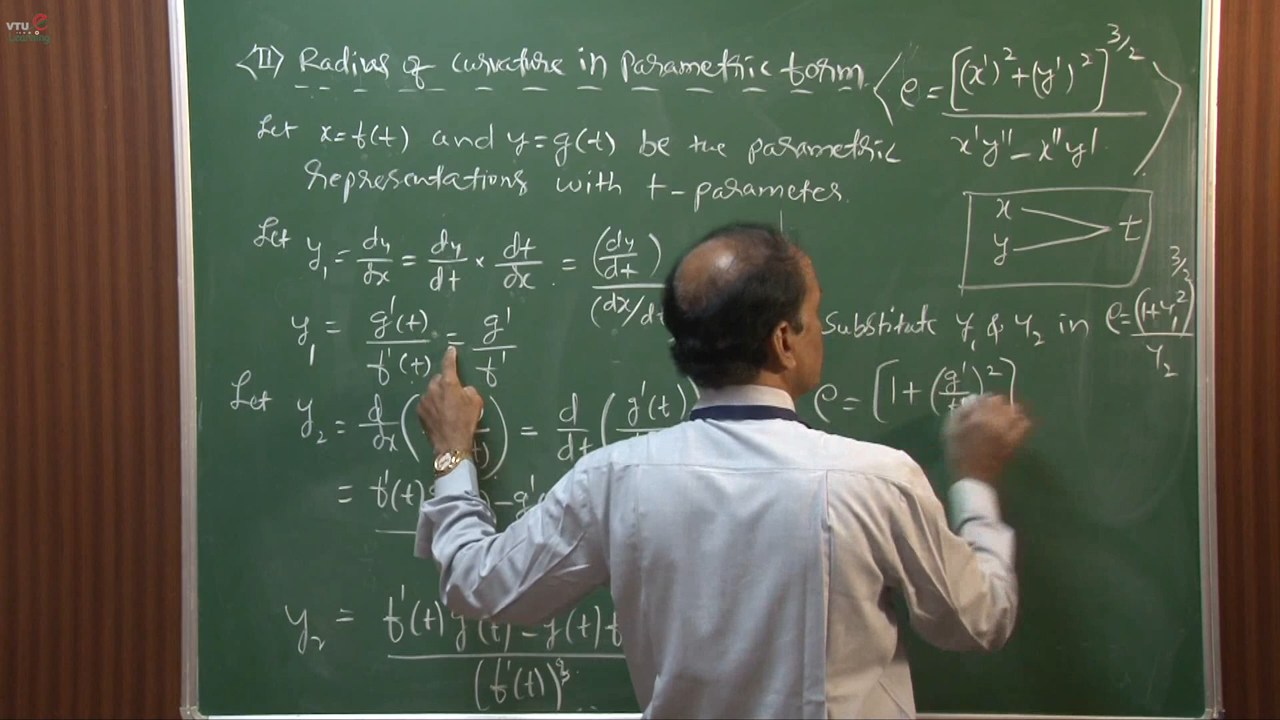 VTU e Learning
<II> Radius of curvature in parametric form
ρ = [(x')² + (y')²]^3/2 / x'y'' - x''y'
Let x=f(t) and y=g(t) be the parametric
representations with t - parameter
x
y
t
Let y₁ = dy/dx = dy/dt × dt/dx = (dy/dt) / (dx/dt
y₁ = g'(t)/f'(t) = g'/f'
Let y₂ = d/dx ( t) ) = d/dt ( g'(t)
= f'(t) - g'
y₂ = f'(t) g''(t) - g'(t) f / (f'(t))³
Substitute y₁ & y₂ in ρ = (1+y₁²)^3/2 / y₂
ρ = [1 + (g'/f')²]